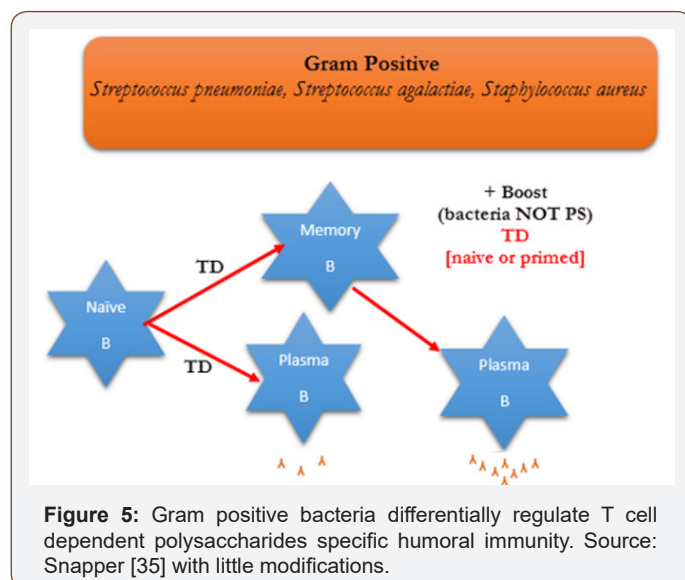 Gram Positive
Streptococcus pneumoniae, Streptococcus agalactiae, Staphylococcus aureus
+ Boost
(bacteria NOT PS)
TD
[naive or primed]
Memory
B
TD
Naïve
B
TD
Plasma
B
Plasma
B
Figure 5: Gram positive bacteria differentially regulate T cell
dependent polysaccharides specific humoral immunity. Source:
Snapper [35] with little modifications.